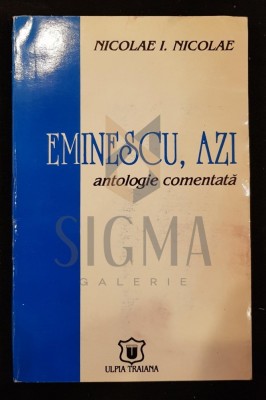 NICOLAE I. NICOLAE
EMINESCU, AZI
antologie comentată
SIGMA
GALERIE
U
ULPIA TRAIANA